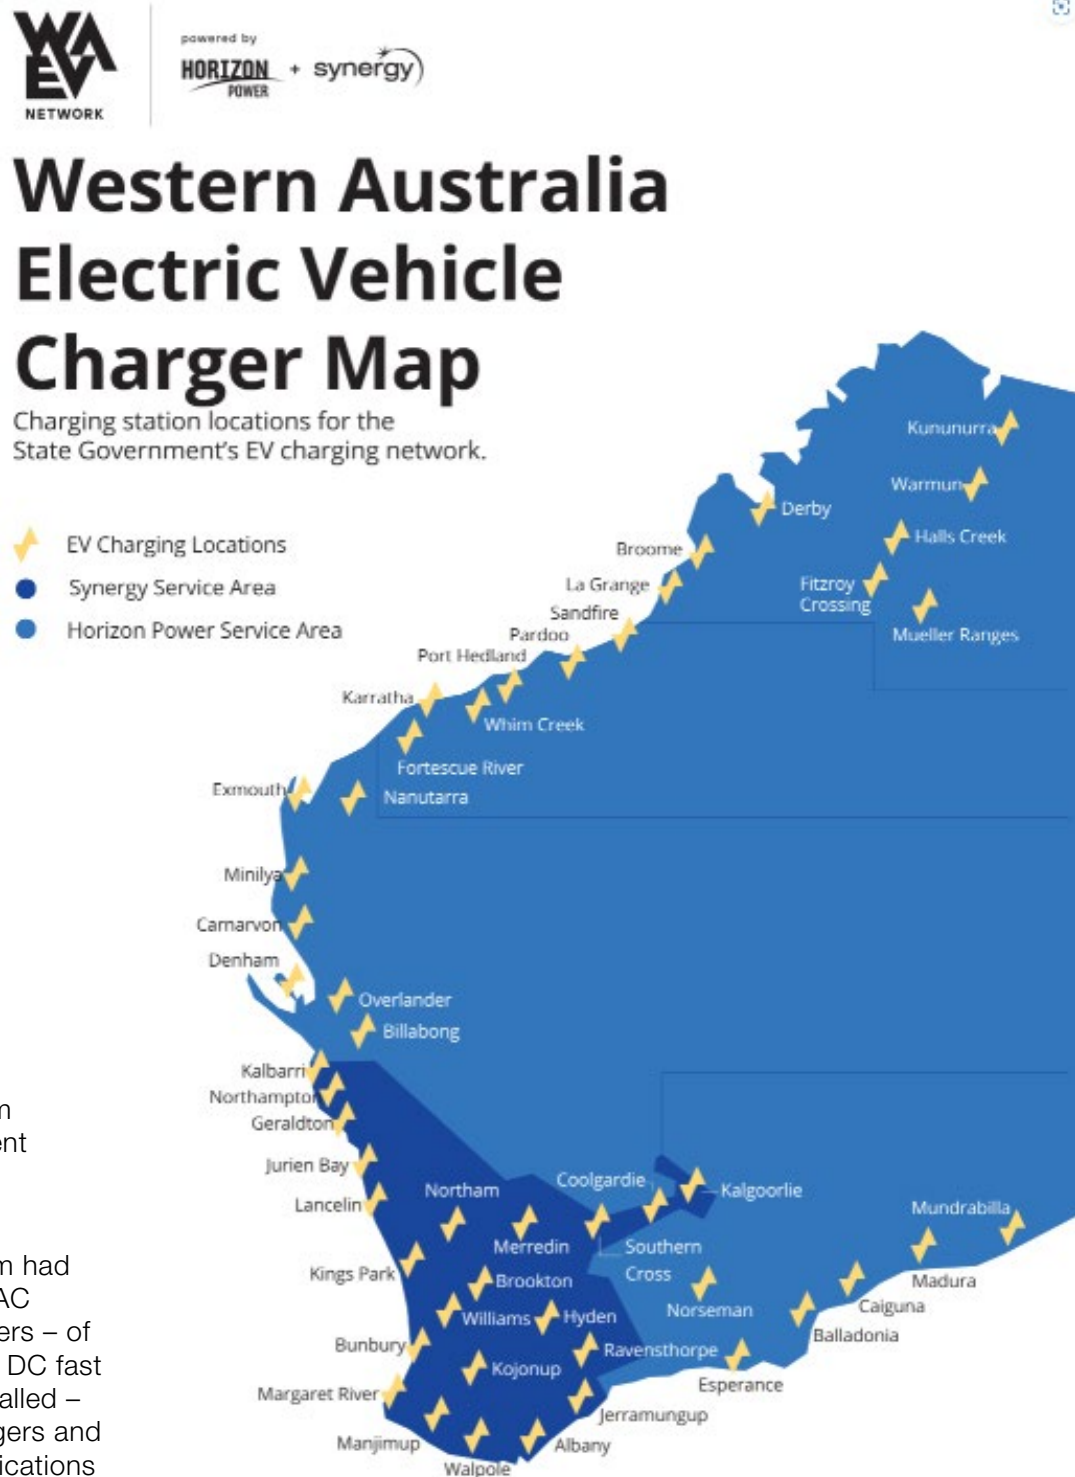 WA
EV
NETWORK
powered by
HORIZON
POWER
+ synergy
Western Australia
Electric Vehicle
Charger Map
Charging station locations for the
State Government's EV charging network.
EV Charging Locations
Synergy Service Area
Horizon Power Service Area
Kununurra
Warmun
Derby
Halls Creek
Broome
La Grange
Fitzroy
Crossing
Sandfire
Pardoo
Mueller Ranges
Port Hedland
Karratha
Whim Creek
Fortescue River
Exmouth
Nanutarra
Minilya
Carnarvon
Denham
Overlander
Billabong
Kalbarri
Northampton
Geraldton
Jurien Bay
Coolgardie
Northam
Kalgoorlie
Lancelin
Mundrabilla
Merredin
Southern
Cross
Kings Park
Brookton
Madura
Norseman
Caiguna
Williams
Hyden
Balladonia
Bunbury
Ravensthorpe
Kojonup
Esperance
Margaret River
Jerramungup
Manjimup
Albany
Walpole
ent
m had
AC
ers – of
DC fast
alled –
gers and
ications